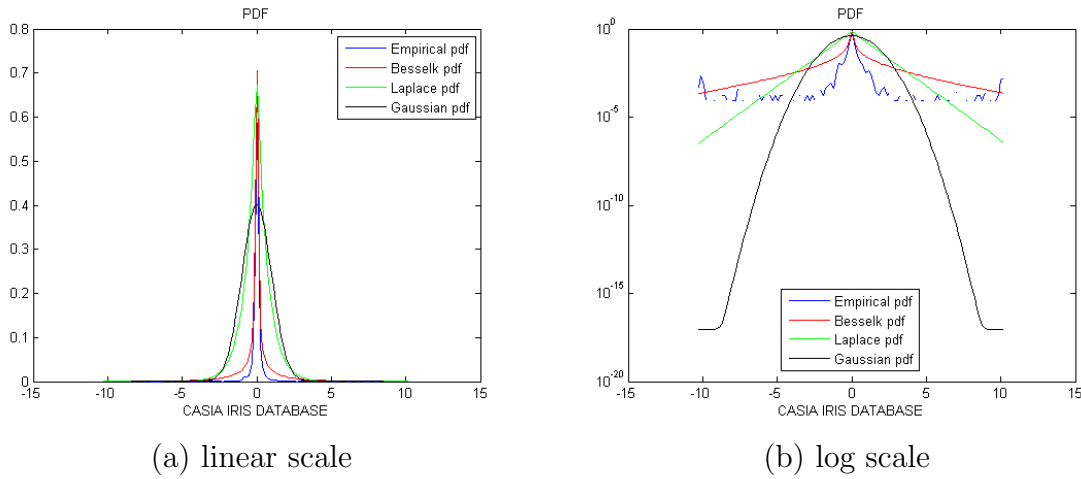 PDF
0.8
0.7
0.6
0.5
0.4
0.3
0.2
0.1
0
-15
-10
-5
0
5
10
15
CASIA IRIS DATABASE
Empirical pdf
Besselk pdf
Laplace pdf
Gaussian pdf
(a) linear scale
PDF
10^0
10^-5
10^-10
10^-15
10^-20
-15
-10
-5
0
5
10
15
CASIA IRIS DATABASE
Empirical pdf
Besselk pdf
Laplace pdf
Gaussian pdf
(b) log scale